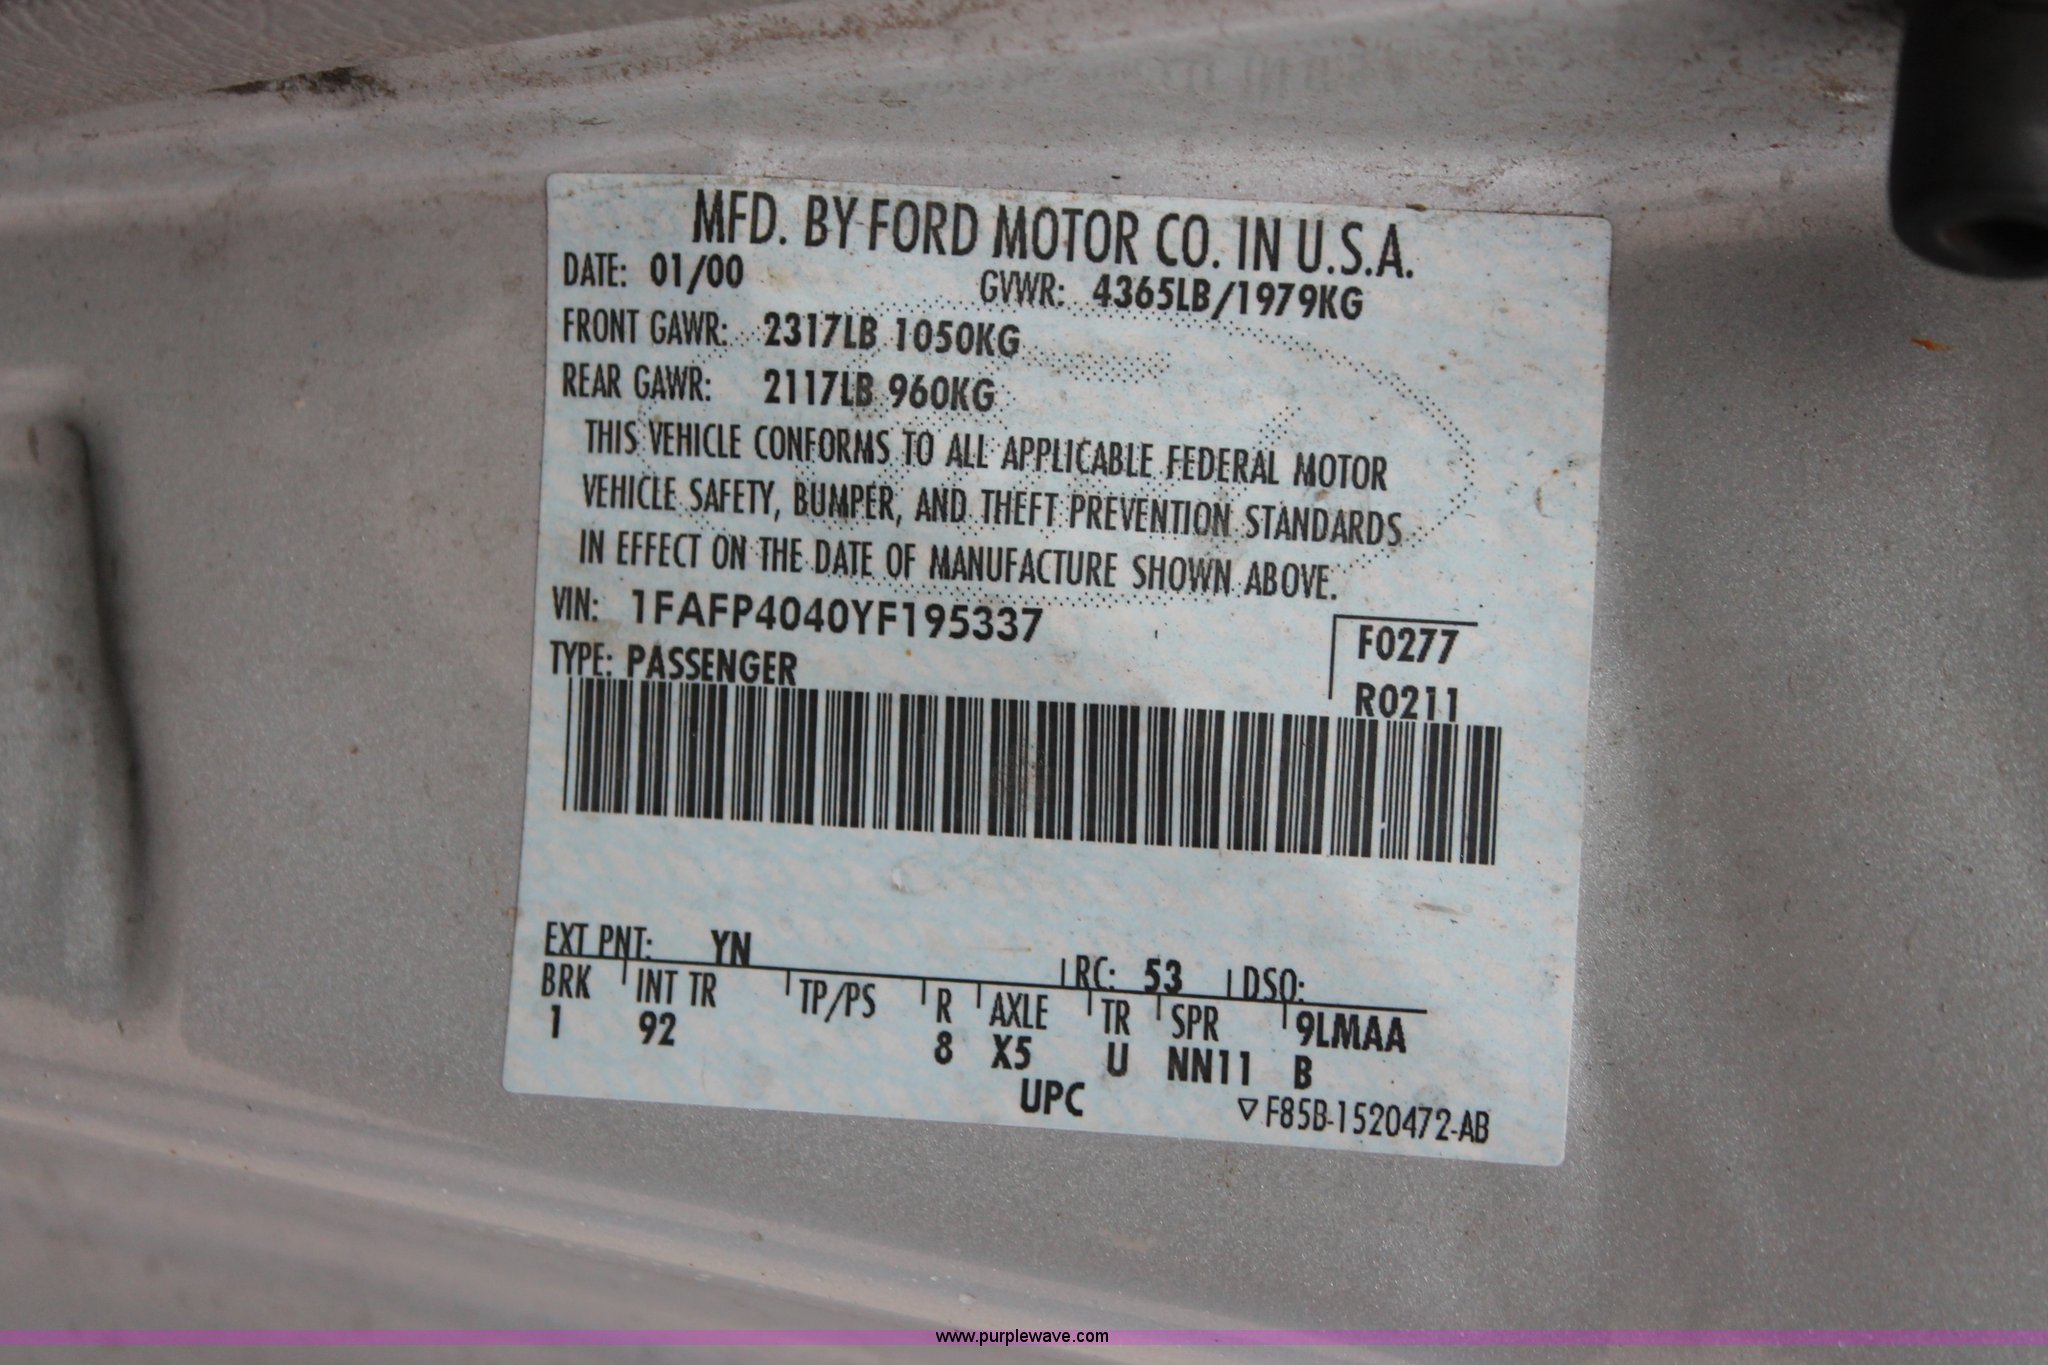 MFD. BY FORD MOTOR CO. IN U.S.A.
DATE: 01/00 GVWR: 4365LB/1979KG
FRONT GAWR: 2317LB 1050KG
REAR GAWR: 2117LB 960KG
THIS VEHICLE CONFORMS TO ALL APPLICABLE FEDERAL MOTOR
VEHICLE SAFETY, BUMPER, AND THEFT PREVENTION STANDARDS
IN EFFECT ON THE DATE OF MANUFACTURE SHOWN ABOVE.
VIN: 1FAFP4040YF195337
F0277
TYPE: PASSENGER
R0211
EXT PNT: YN RC: 53 DSO:
BRK INT TR TP/PS R AXLE TR SPR 9LMAA
1 92 8 X5 U NN11 B
UPC
▽ F85B-1520472-AB
www.purplewave.com